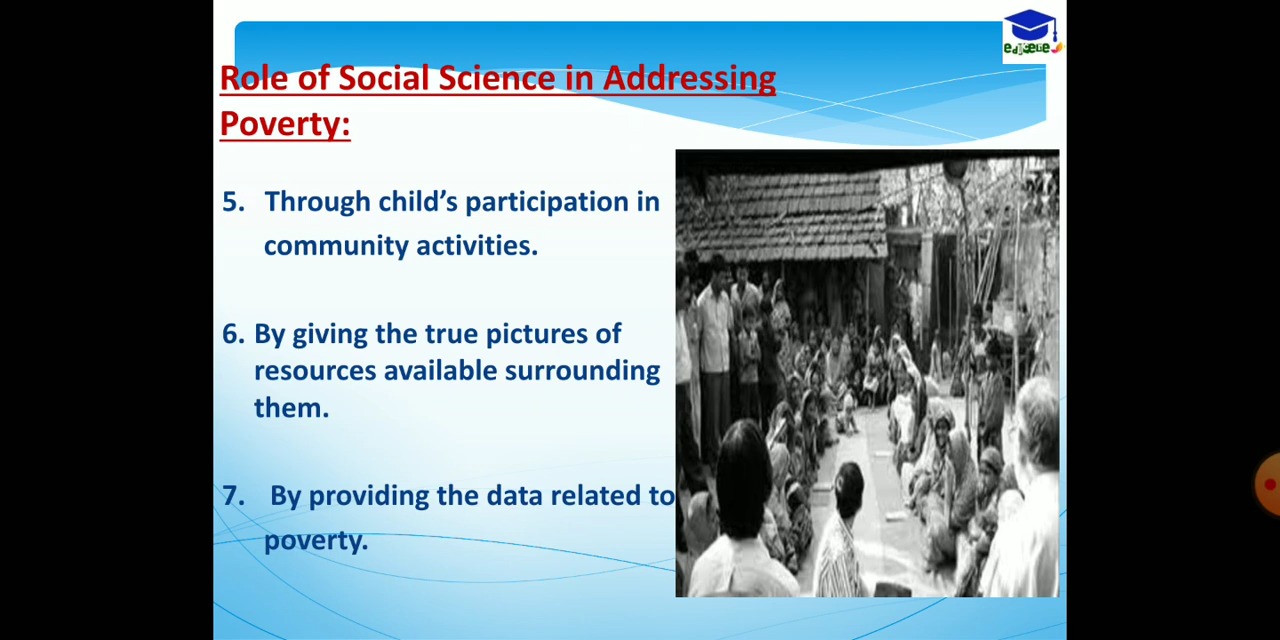 Role of Social Science in Addressing
Poverty:
5. Through child’s participation in
community activities.
6. By giving the true pictures of
resources available surrounding
them.
7. By providing the data related to
poverty.